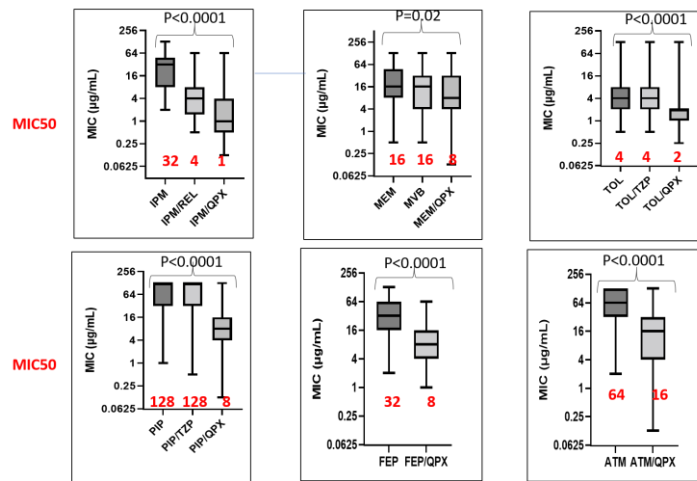 P<0.0001
256
64
16
4
1
0.25
0.0625
MIC (µg/mL)
MIC50
32 4 1
IPM
IPM/REL
IPM/QPX
P=0.02
256
64
16
4
1
0.25
0.0625
MIC (µg/mL)
16 16 8
MEM
MVB
MEM/QPX
P<0.0001
256
64
16
4
1
0.25
0.0625
MIC (µg/mL)
4 4 2
TOL
TOL/TZP
TOL/QPX
P<0.0001
256
64
16
4
1
0.25
0.0625
MIC (µg/mL)
MIC50
128 128 8
PIP
PIP/TZP
PIP/QPX
P<0.0001
256
64
16
4
1
0.25
0.0625
MIC (µg/mL)
32 8
FEP FEP/QPX
P<0.0001
256
64
16
4
1
0.25
0.0625
MIC (µg/mL)
64 16
ATM ATM/QPX